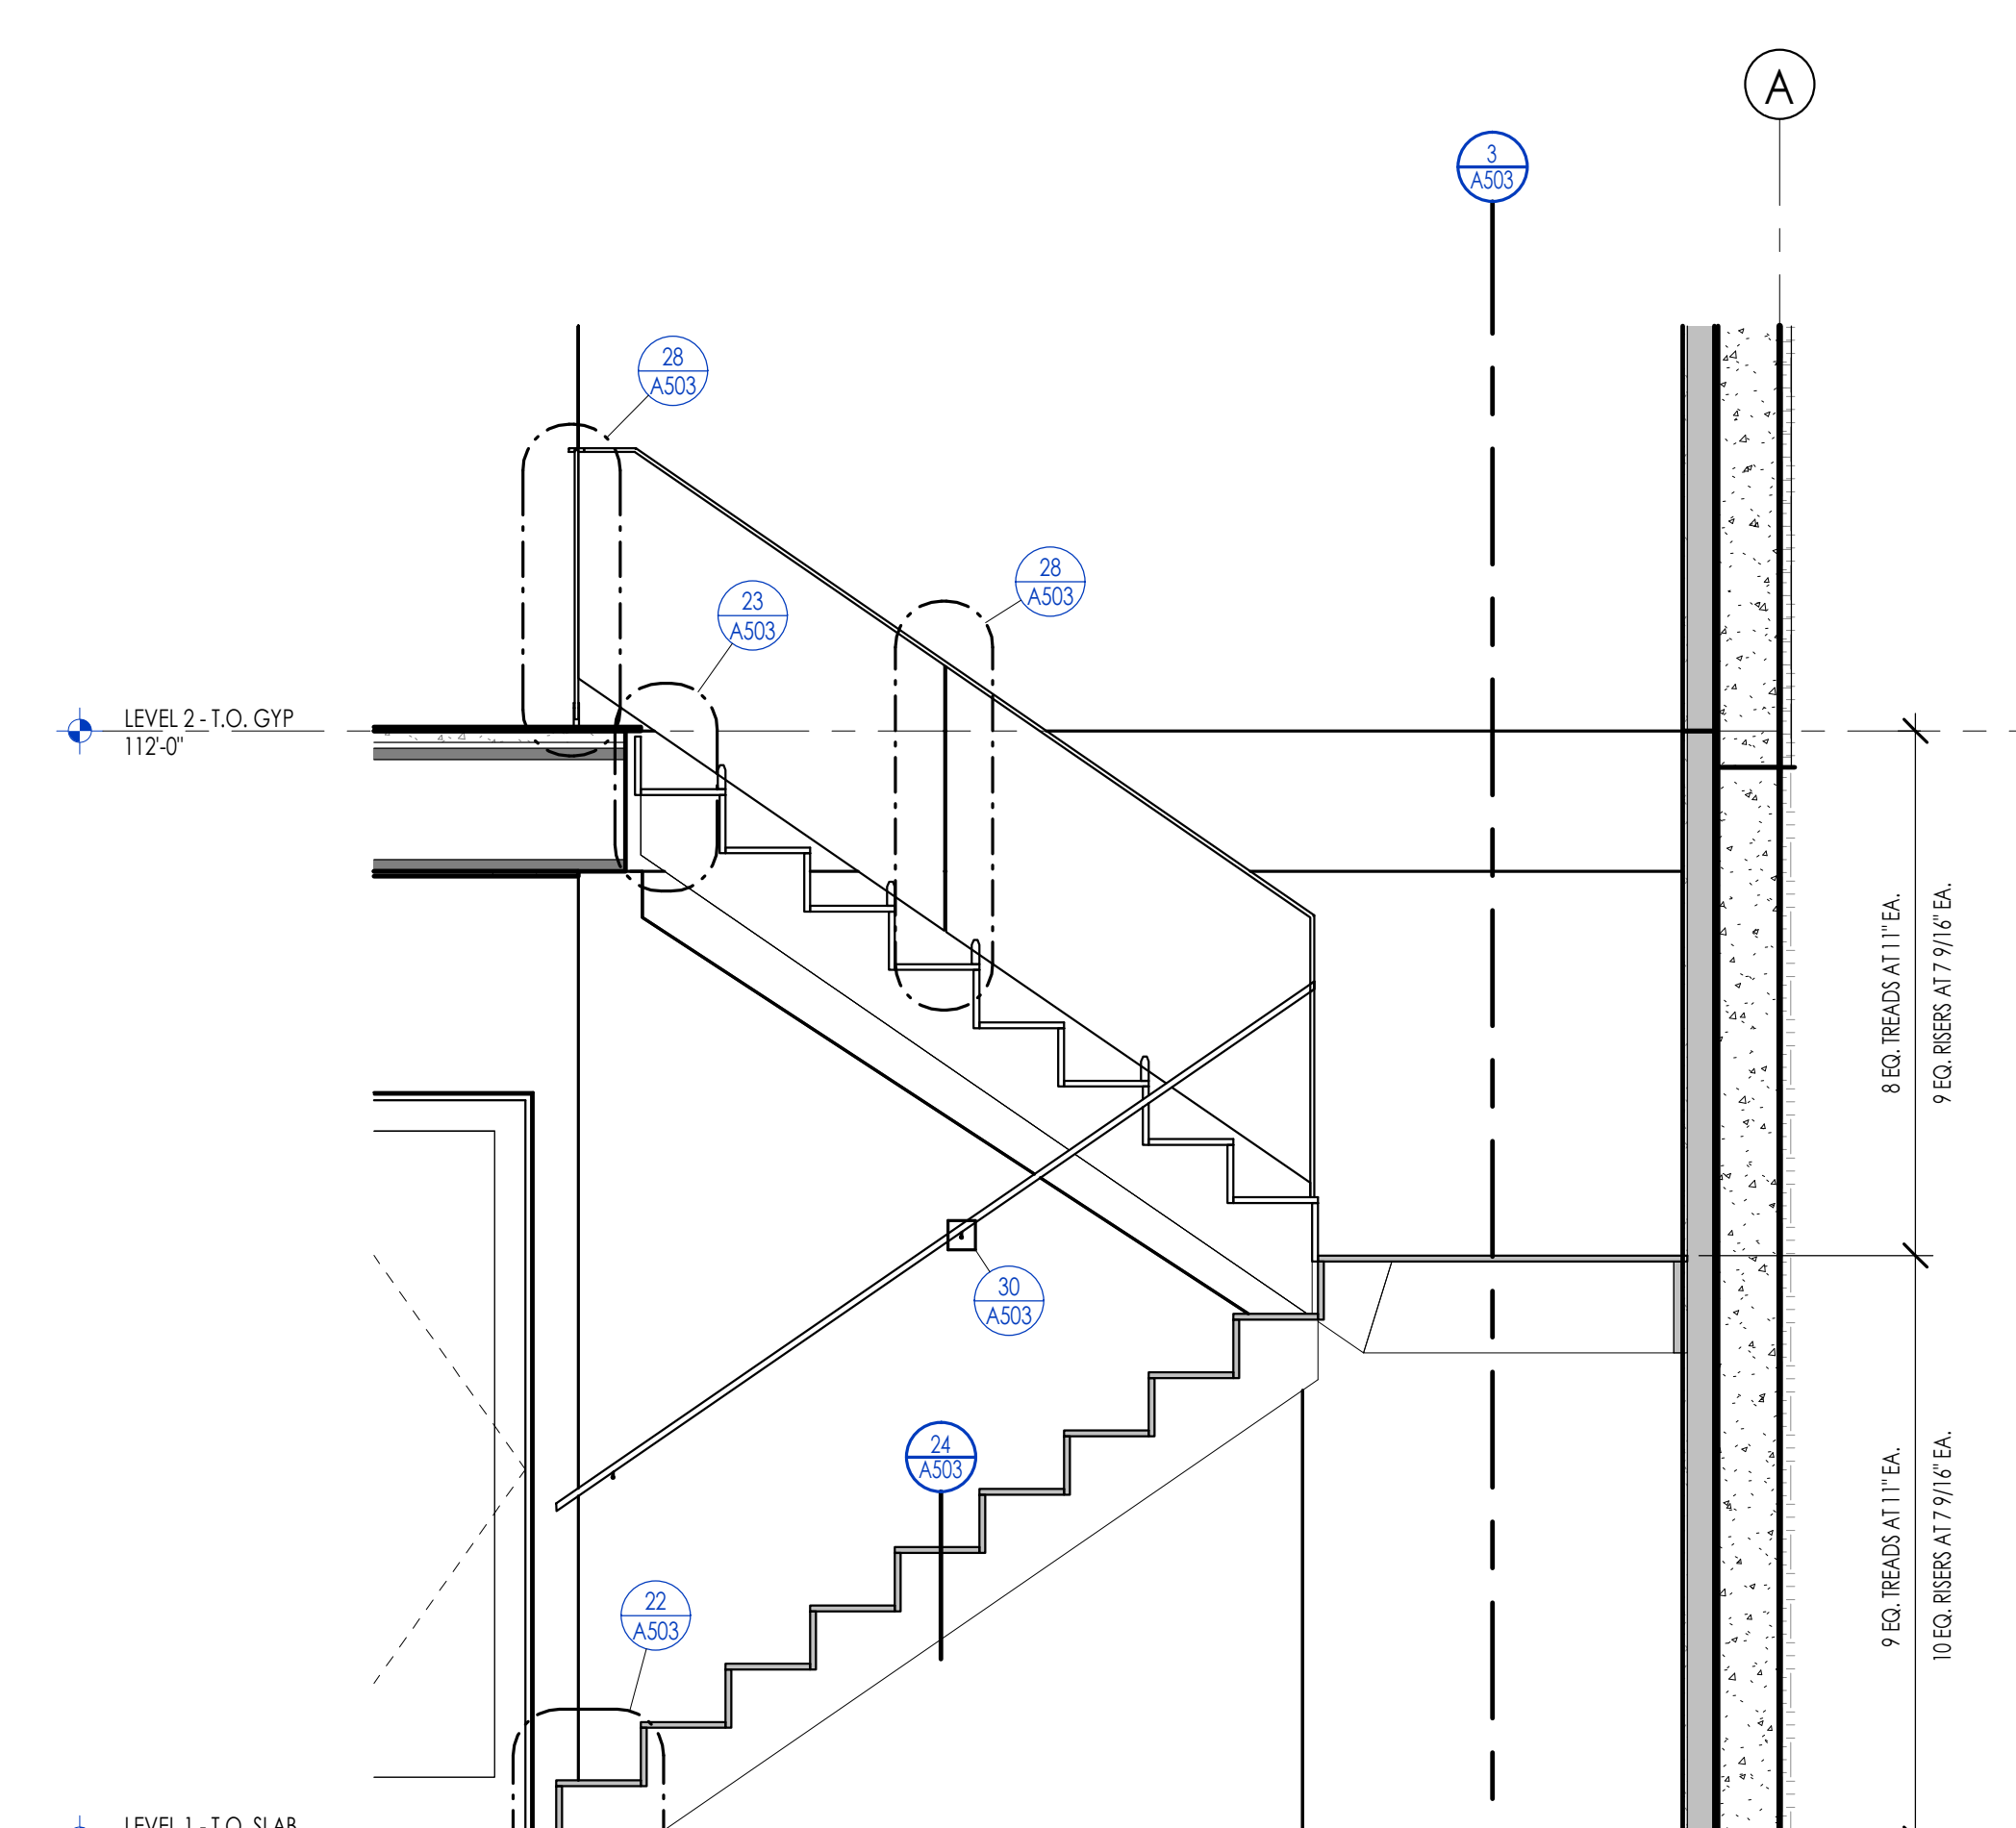 A
3
A503
28
A503
28
A503
23
A503
LEVEL 2 - T.O. GYP
112'-0"
8 EQ. TREADS AT 11" EA.
9 EQ. RISERS AT 7 9/16" EA.
30
A503
24
A503
9 EQ. TREADS AT 11" EA.
10 EQ. RISERS AT 7 9/16" EA.
22
A503
LEVEL 1 - T.O. SLAB